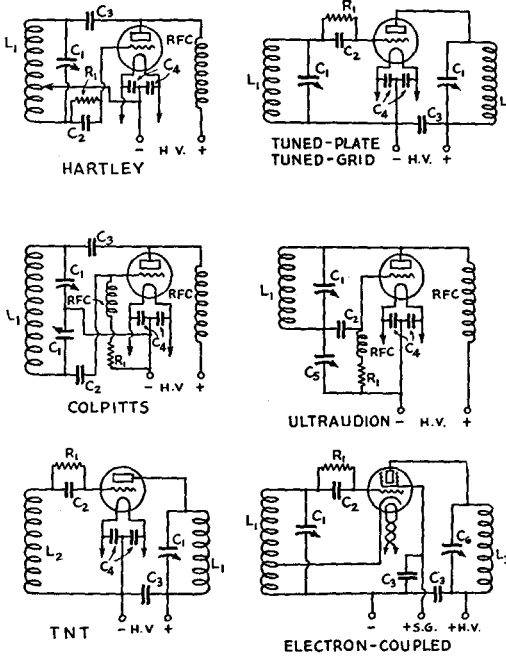 C3
L1
C1
R1
C2
RFC
C4
- H.V. +
HARTLEY
R1
C2
L1
C1
C4
C1
C3
TUNED-PLATE
TUNED-GRID
- H.V. +
C3
L1
C1
RFC
RFC
C1
C4
R1
C2
- H.V. +
COLPITTS
L1
C1
RFC
C2
C4
RFC
C5
R1
ULTRAUDION - H.V. +
R1
C2
L2
C4
C1
L1
C3
- H.V +
TNT
R1
C2
L1
C1
C6
C3
C3
- +S.G. +H.V.
ELECTRON-COUPLED